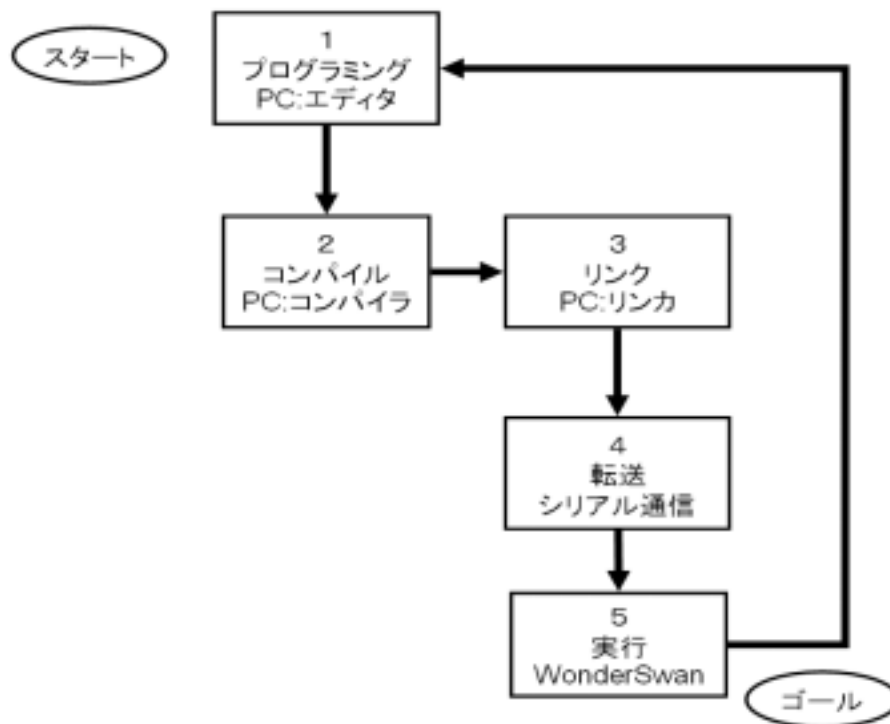 スタート
1
プログラミング
PC:エディタ
2
コンパイル
PC:コンパイラ
3
リンク
PC:リンカ
4
転送
シリアル通信
5
実行
WonderSwan
ゴール